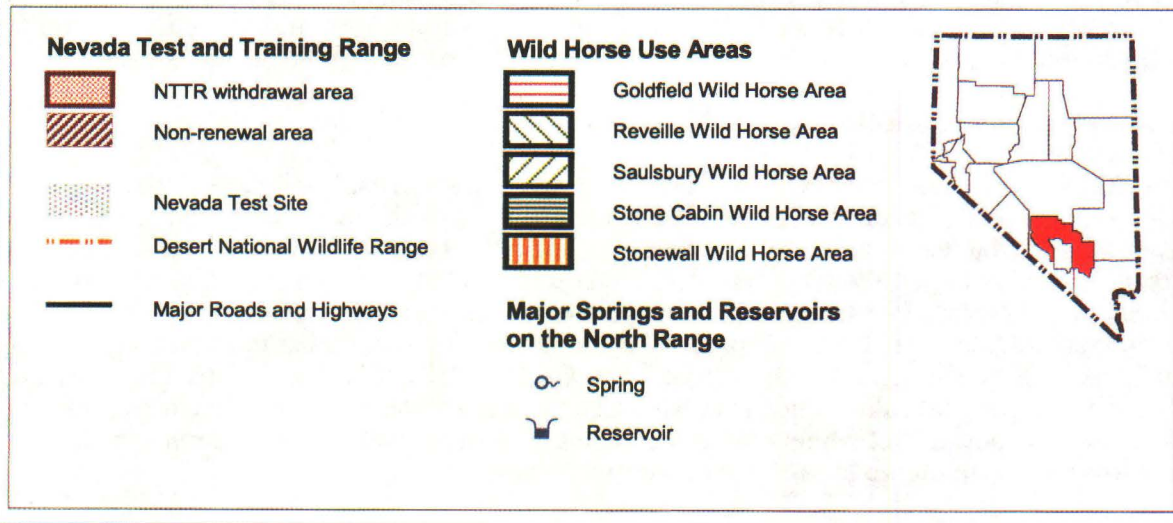 Nevada Test and Training Range
NTTR withdrawal area
Non-renewal area
Nevada Test Site
Desert National Wildlife Range
Major Roads and Highways
Wild Horse Use Areas
Goldfield Wild Horse Area
Reveille Wild Horse Area
Saulsbury Wild Horse Area
Stone Cabin Wild Horse Area
Stonewall Wild Horse Area
Major Springs and Reservoirs
on the North Range
Spring
Reservoir